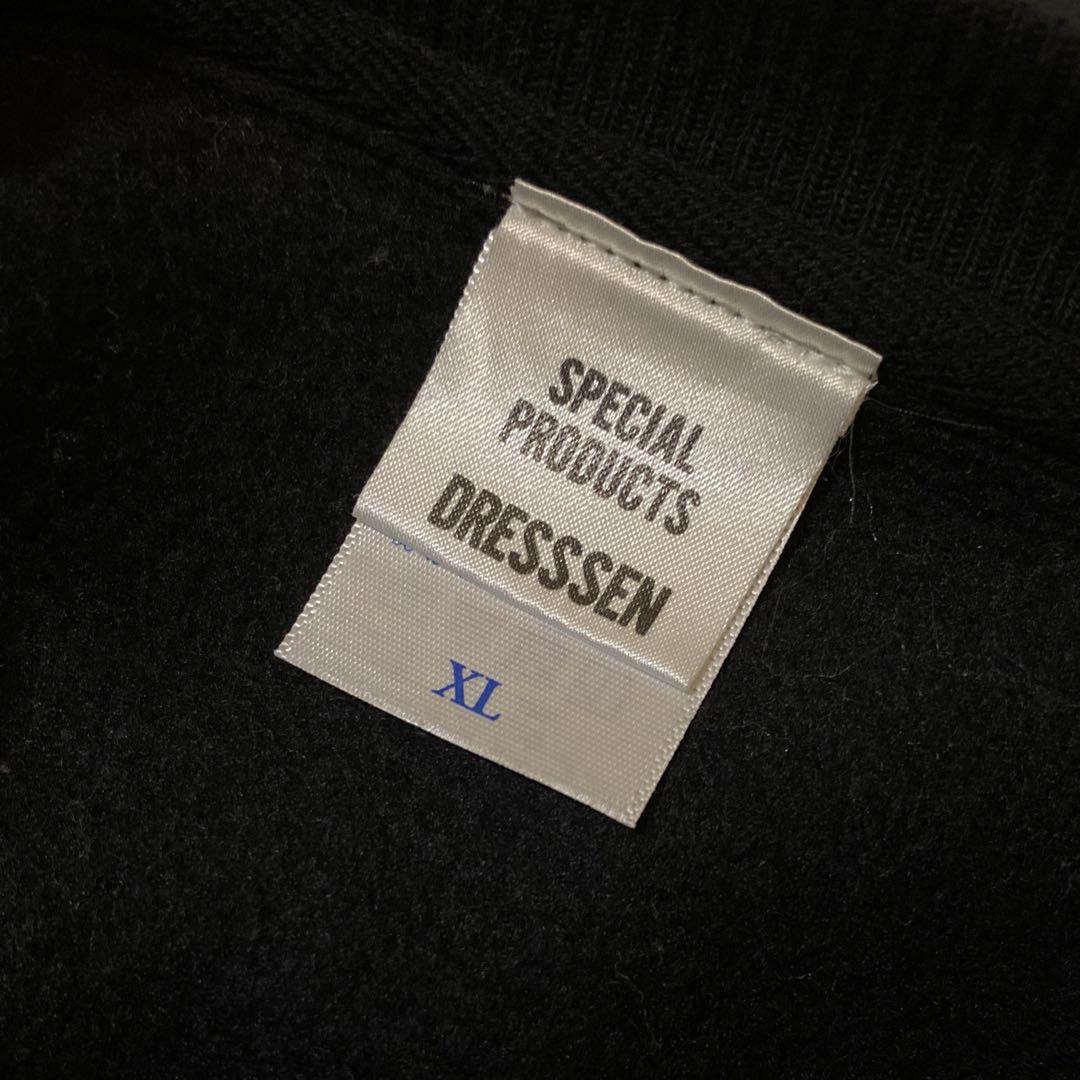 SPECIAL
PRODUCTS
DRESSSEN
XL